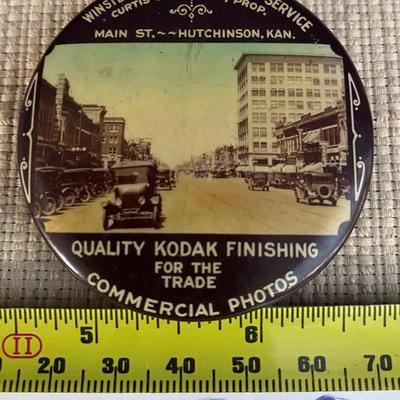 WINSTO SERVICE
CURTIS PROP.
MAIN ST.~~HUTCHINSON, KAN.
QUALITY KODAK FINISHING
FOR THE
TRADE
COMMERCIAL PHOTOS
5 6
II 20 30 40 50 60 70